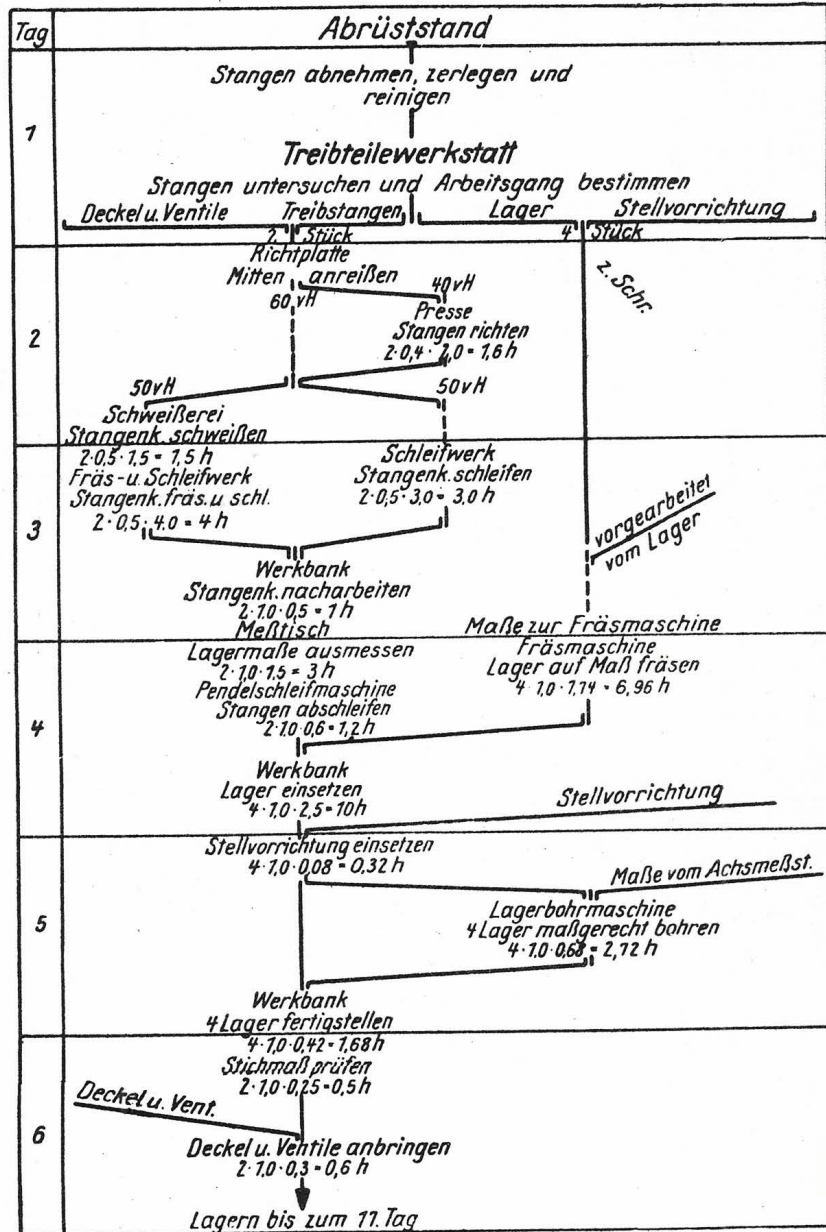 Tag
Abrüststand
1
Stangen abnehmen, zerlegen und
reinigen
Treibteilewerkstatt
Stangen untersuchen und Arbeitsgang bestimmen
Deckel u. Ventile Treibstangen Lager Stellvorrichtung
2 Stück 4 Stück
2
Richtplatte
Mitten anreißen
60 vH
40 vH
Presse
Stangen richten
2·0,4·2,0=1,6 h
z. Schr.
50 vH
50 vH
Schweißerei
Stangenk. schweißen
3
2·0,5·1,5=1,5 h
Fräs- u. Schleifwerk
Stangenk. fräs. u. schl.
2·0,5·4,0=4 h
Schleifwerk
Stangenk. schleifen
2·0,5·3,0=3,0 h
vorgearbeitet
vom Lager
Werkbank
Stangenk. nacharbeiten
2·1,0·0,5=1 h
Meßtisch
Maße zur Fräsmaschine
4
Lagermaße ausmessen
2·1,0·1,5=3 h
Pendelschleifmaschine
Stangen abschleifen
2·1,0·0,6=1,2 h
Fräsmaschine
Lager auf Maß fräsen
4·1,0·1,74=6,96 h
Werkbank
Lager einsetzen
4·1,0·2,5=10 h
Stellvorrichtung
5
Stellvorrichtung einsetzen
4·1,0·0,08=0,32 h
Maße vom Achsmeßst.
Lagerbohrmaschine
4 Lager maßgerecht bohren
4·1,0·0,68=2,72 h
Werkbank
4 Lager fertigstellen
6
4·1,0·0,42=1,68 h
Stichmaß prüfen
2·1,0·0,25=0,5 h
Deckel u. Vent.
Deckel u. Ventile anbringen
2·1,0·0,3=0,6 h
Lagern bis zum 11. Tag